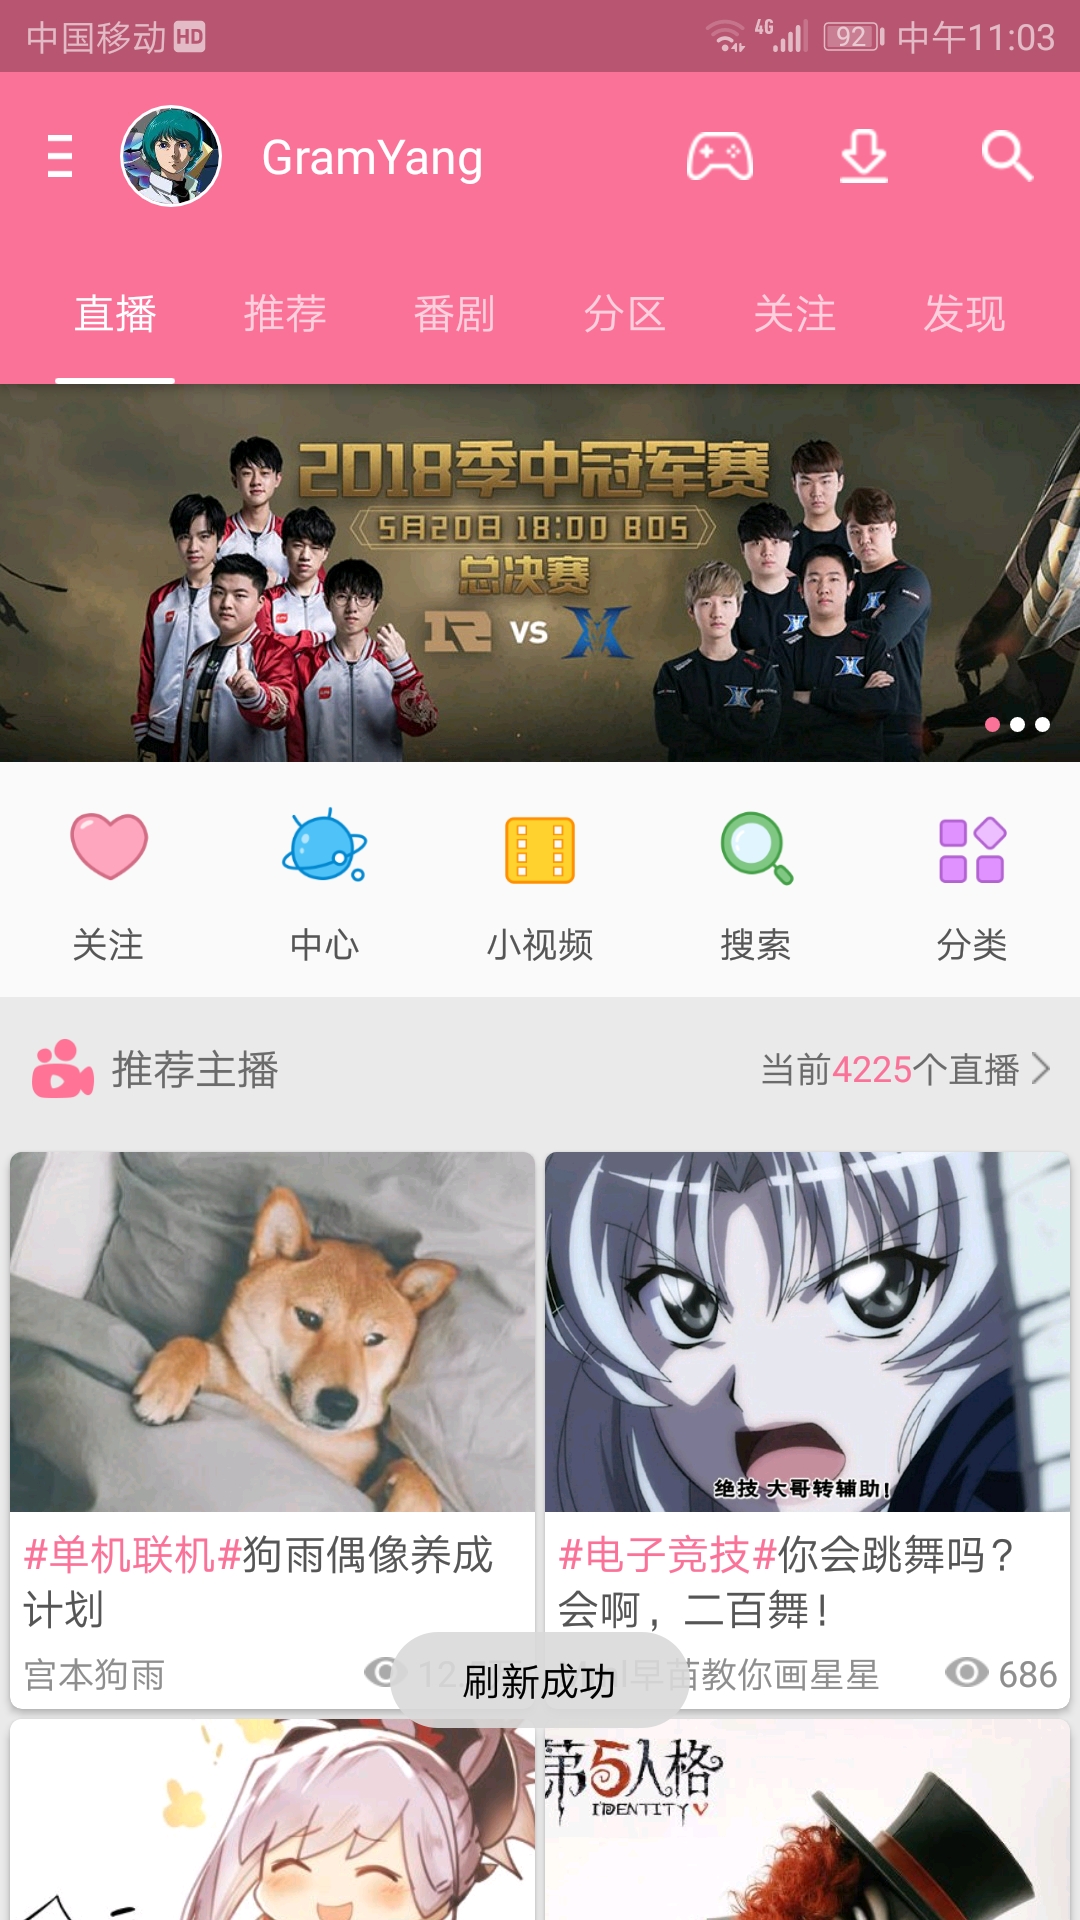 中国移动 HD 4G 92 中午11:03
GramYang
直播 推荐 番剧 分区 关注 发现
2018季中冠军赛
5月20日 18:00 BO5
总决赛
VS
关注 中心 小视频 搜索 分类
推荐主播 当前4225个直播
绝技 大哥转辅助！
#单机联机#狗雨偶像养成
计划
#电子竞技#你会跳舞吗？
会啊，二百舞！
宫本狗雨
早苗教你画星星 686
刷新成功
第5人格
IDENTITY V